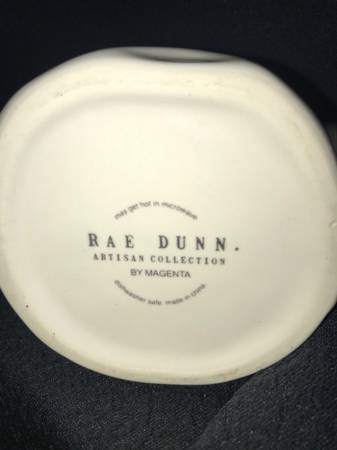 may get hot in microwave
RAE DUNN.
ARTISAN COLLECTION
BY MAGENTA
dishwasher safe. made in china.